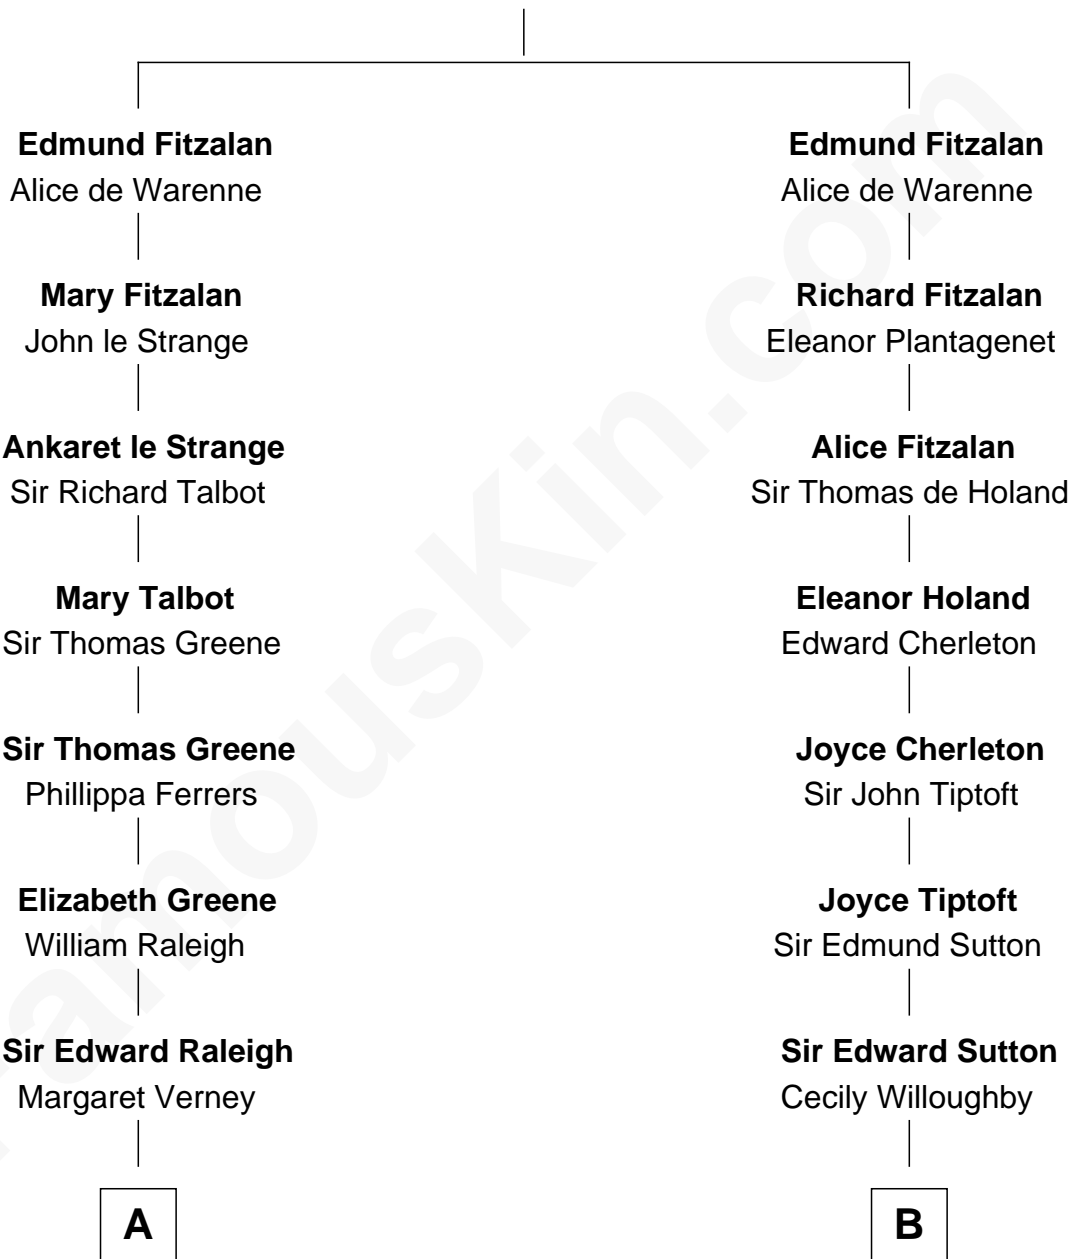 Edmund Fitzalan
Alice de Warenne
Mary Fitzalan
John le Strange
Ankaret le Strange
Sir Richard Talbot
Mary Talbot
Sir Thomas Greene
Sir Thomas Greene
Phillippa Ferrers
Elizabeth Greene
William Raleigh
Sir Edward Raleigh
Margaret Verney
A
Edmund Fitzalan
Alice de Warenne
Richard Fitzalan
Eleanor Plantagenet
Alice Fitzalan
Sir Thomas de Holand
Eleanor Holand
Edward Cherleton
Joyce Cherleton
Sir John Tiptoft
Joyce Tiptoft
Sir Edmund Sutton
Sir Edward Sutton
Cecily Willoughby
B
FamousKin.com